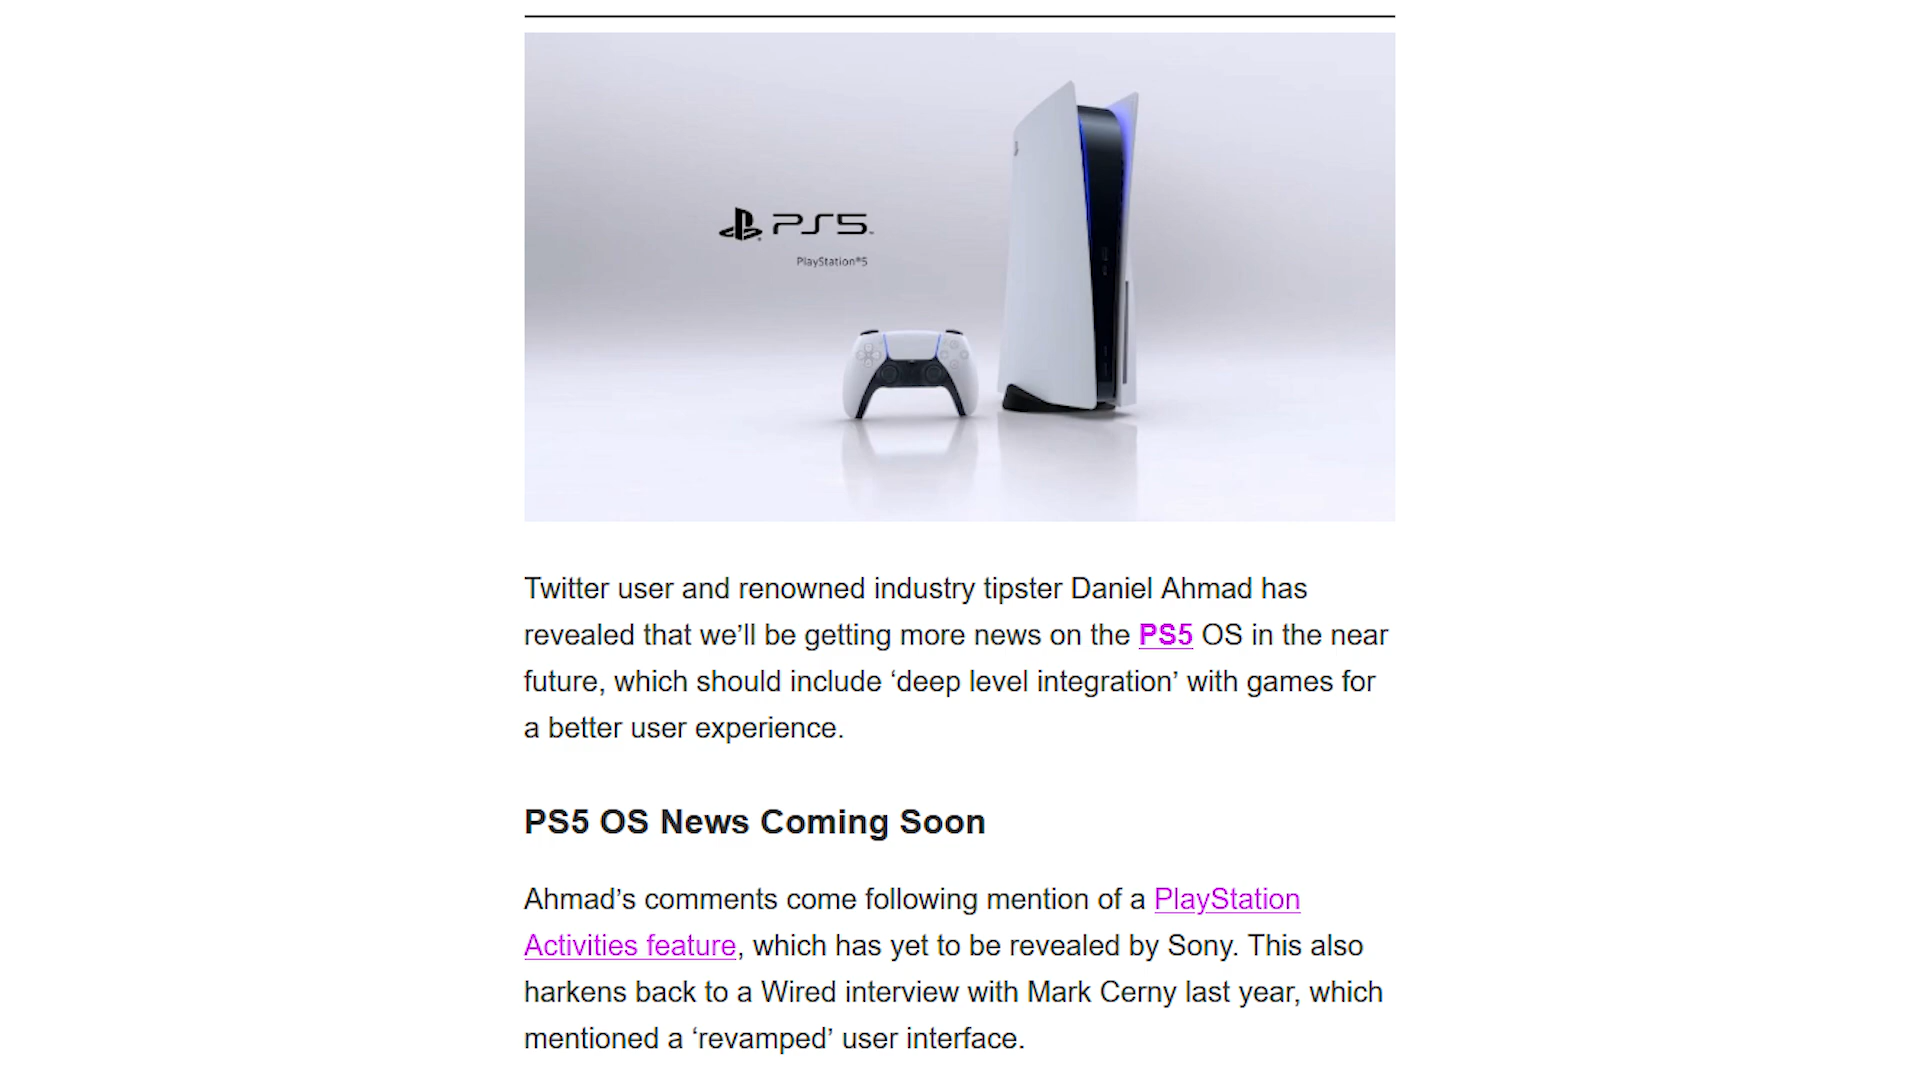 PS5™
PlayStation®5
Twitter user and renowned industry tipster Daniel Ahmad has
revealed that we’ll be getting more news on the PS5 OS in the near
future, which should include ‘deep level integration’ with games for
a better user experience.
PS5 OS News Coming Soon
Ahmad’s comments come following mention of a PlayStation
Activities feature, which has yet to be revealed by Sony. This also
harkens back to a Wired interview with Mark Cerny last year, which
mentioned a ‘revamped’ user interface.